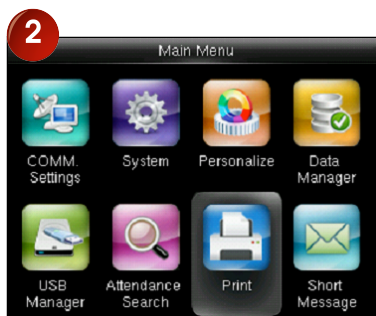 2
Main Menu
COMM. Settings
System
Personalize
Data Manager
USB Manager
Attendance Search
Print
Short Message